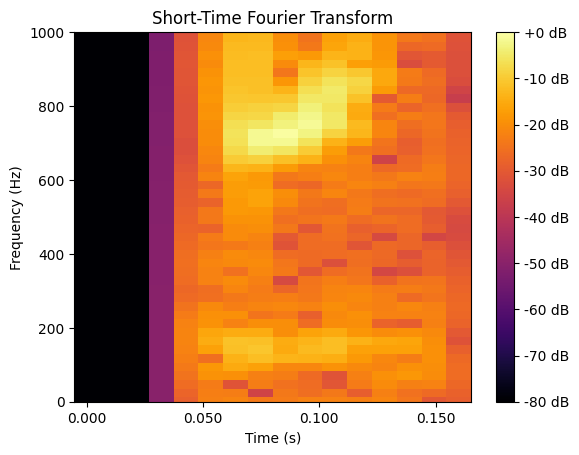 Short-Time Fourier Transform
1000
800
600
400
200
0
Frequency (Hz)
0.000
0.050
0.100
0.150
Time (s)
+0 dB
-10 dB
-20 dB
-30 dB
-40 dB
-50 dB
-60 dB
-70 dB
-80 dB